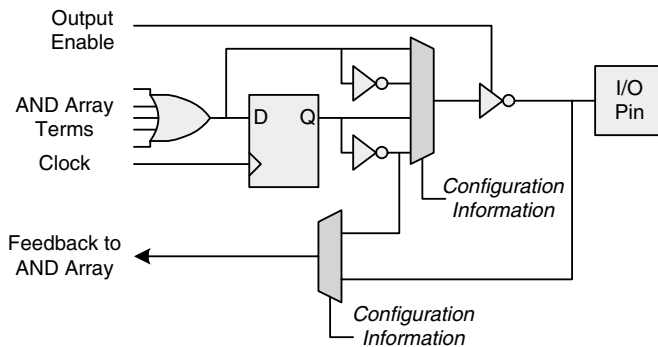 Output
Enable
AND Array
Terms
D
Q
I/O
Pin
Clock
Configuration
Information
Feedback to
AND Array
Configuration
Information